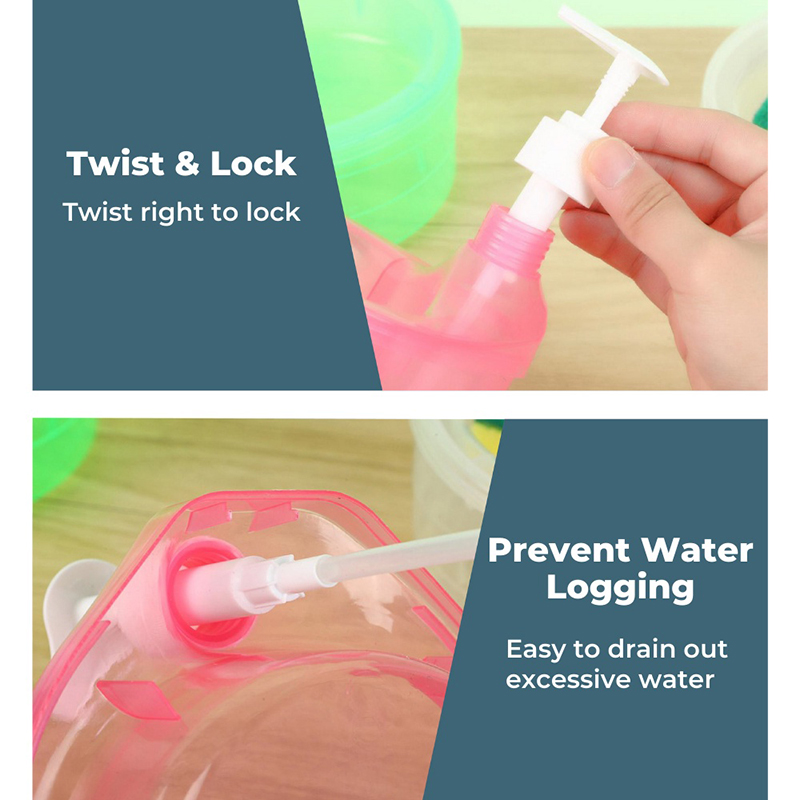 Twist & Lock
Twist right to lock
Prevent Water
Logging
Easy to drain out
excessive water